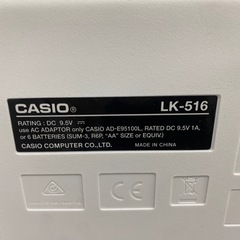 CASIO® LK-516
RATING : DC 9.5V ⎓
use AC ADAPTOR only CASIO AD-E95100L, RATED DC 9.5V 1A,
or 6 BATTERIES (SUM-3, R6P, "AA" SIZE or EQUIV.)
CASIO COMPUTER CO.,LTD. MADE IN CHINA